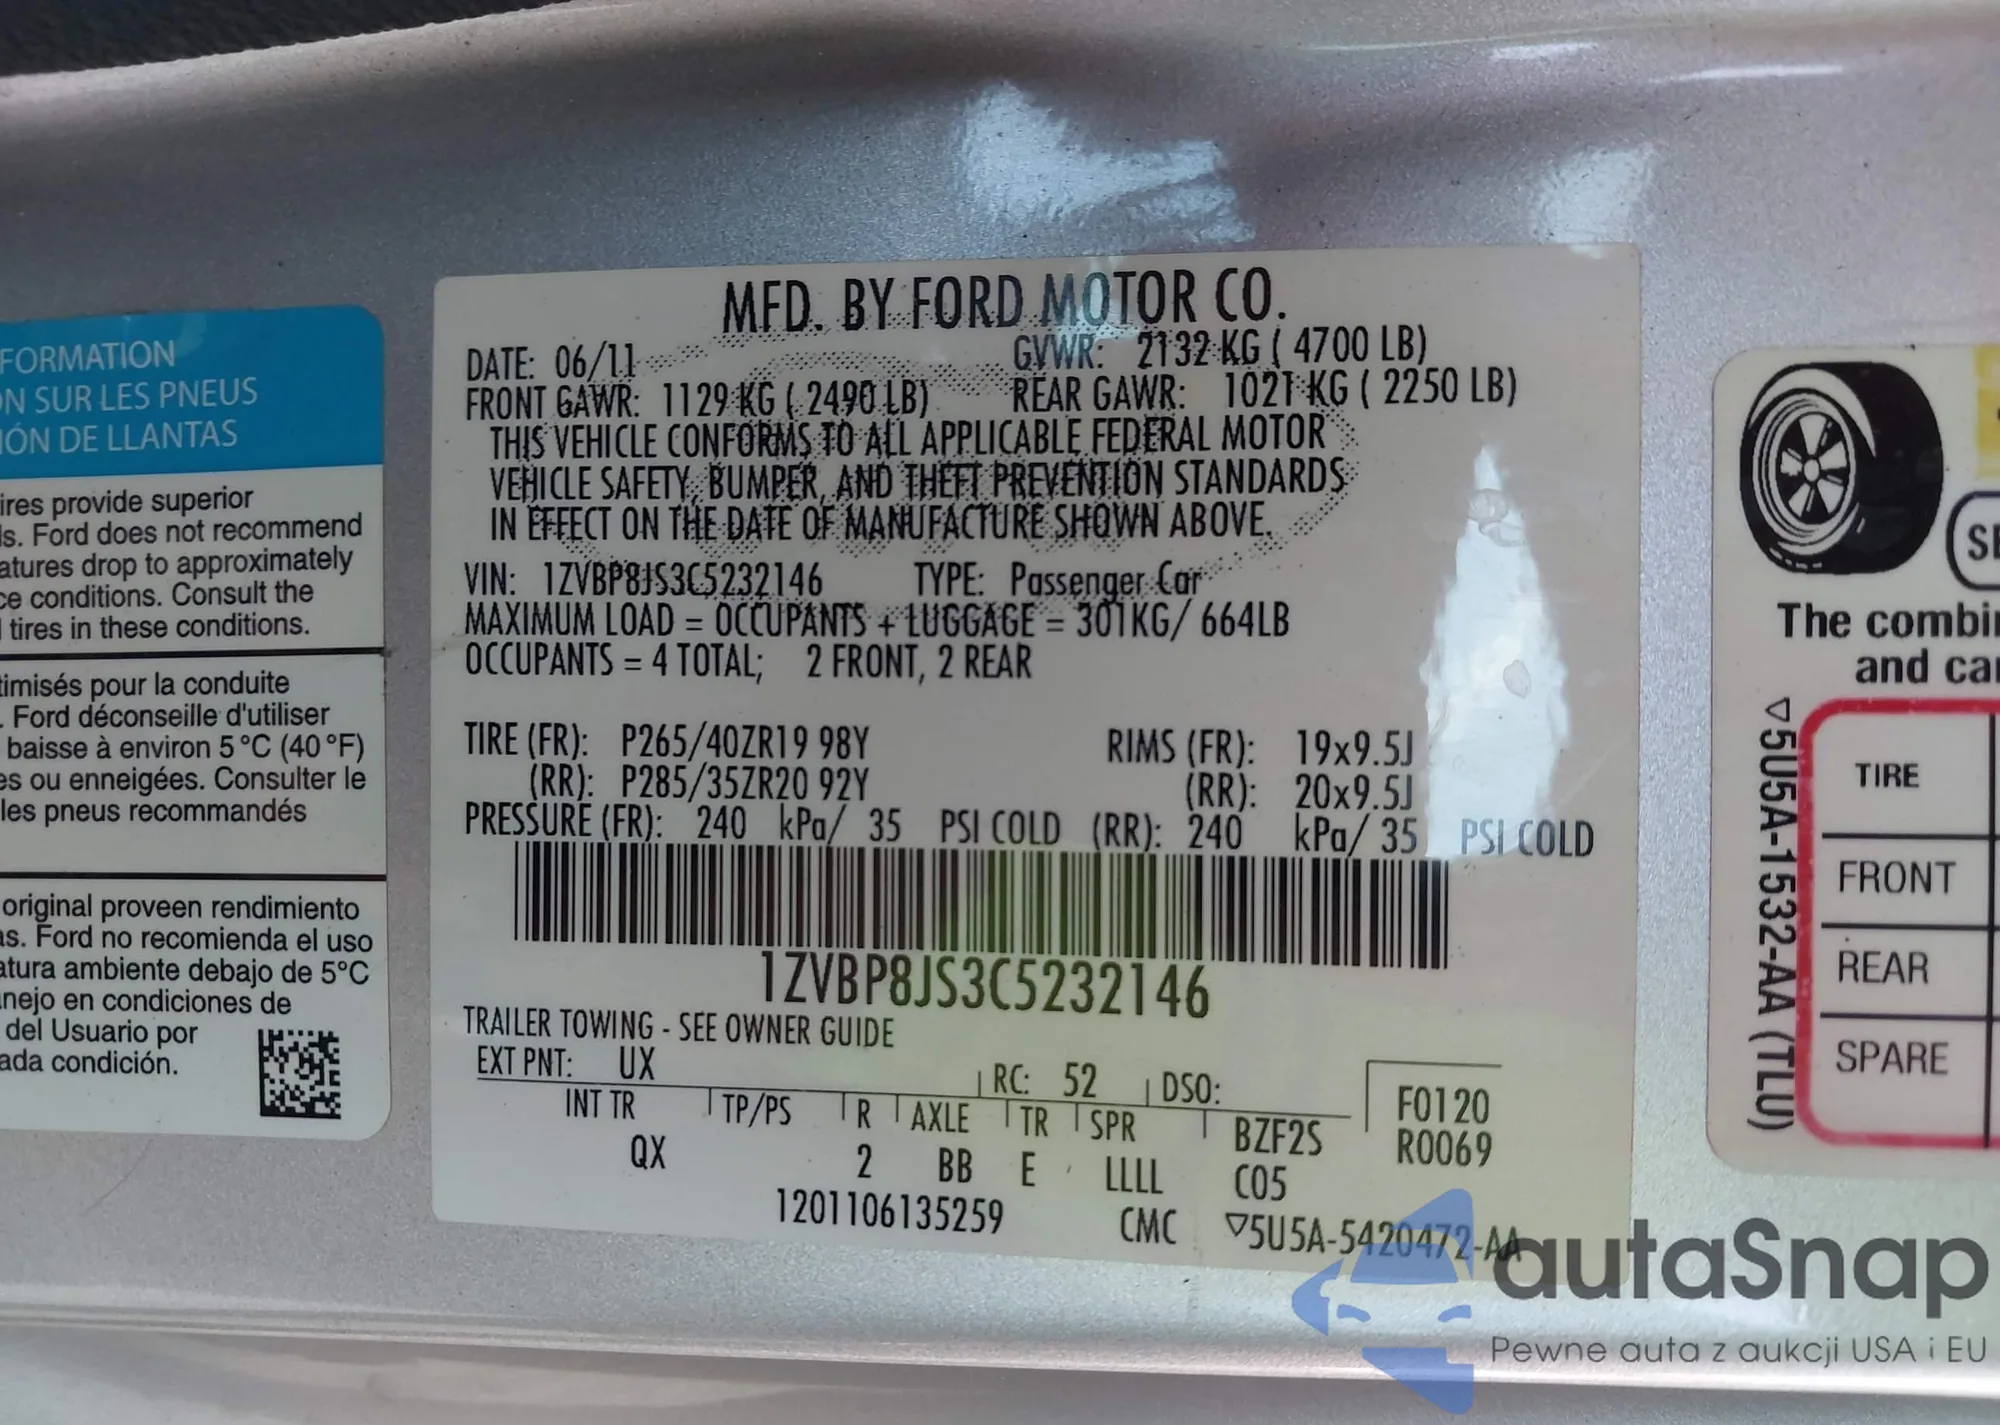 FORMATION
ON SUR LES PNEUS
IÓN DE LLANTAS
ires provide superior
ls. Ford does not recommend
atures drop to approximately
ce conditions. Consult the
l tires in these conditions.
timisés pour la conduite
. Ford déconseille d'utiliser
baisse à environ 5°C (40°F)
es ou enneigées. Consulter le
les pneus recommandés
original proveen rendimiento
as. Ford no recomienda el uso
atura ambiente debajo de 5°C
anejo en condiciones de
del Usuario por
ada condición.
MFD. BY FORD MOTOR CO.
DATE: 06/11 GVWR: 2132 KG ( 4700 LB)
FRONT GAWR: 1129 KG ( 2490 LB) REAR GAWR: 1021 KG ( 2250 LB)
THIS VEHICLE CONFORMS TO ALL APPLICABLE FEDERAL MOTOR
VEHICLE SAFETY, BUMPER, AND THEFT PREVENTION STANDARDS
IN EFFECT ON THE DATE OF MANUFACTURE SHOWN ABOVE.
VIN: 1ZVBP8JS3C5232146 TYPE: Passenger Car
MAXIMUM LOAD = OCCUPANTS + LUGGAGE = 301KG/ 664LB
OCCUPANTS = 4 TOTAL; 2 FRONT, 2 REAR
TIRE (FR): P265/40ZR19 98Y RIMS (FR): 19x9.5J
(RR): P285/35ZR20 92Y (RR): 20x9.5J
PRESSURE (FR): 240 kPa/ 35 PSI COLD (RR): 240 kPa/ 35 PSI COLD
1ZVBP8JS3C5232146
TRAILER TOWING - SEE OWNER GUIDE
EXT PNT: UX RC: 52 DSO:
INT TR TP/PS R AXLE TR SPR BZF2S F0120
QX 2 BB E LLLL C05 R0069
1201106135259 CMC ▽5U5A-5420472-AA
SE
The combin
and car
▽5U5A-1532-AA (TLU)
TIRE
FRONT
REAR
SPARE
autaSnap
Pewne auta z aukcji USA i EU